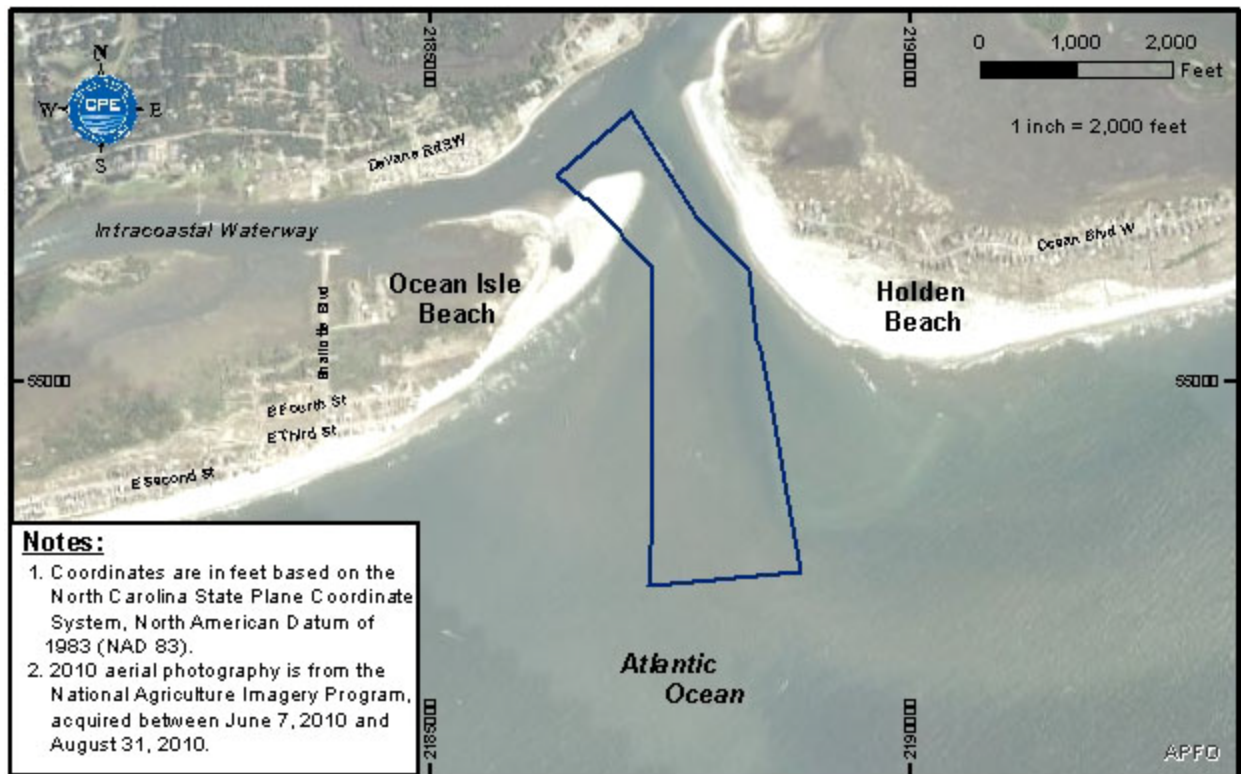 N
W
CPE
E
S
2185000
2190000
0 1,000 2,000
Feet
1 inch = 2,000 feet
DeVane Rd SW
Intracoastal Waterway
Ocean Blvd W
Ocean Isle
Beach
Holden
Beach
Shallotte Blvd
55000
55000
E Fourth St
E Third St
E Second St
Notes:
1. Coordinates are in feet based on the
North Carolina State Plane Coordinate
System, North American Datum of
1983 (NAD 83).
2. 2010 aerial photography is from the
National Agriculture Imagery Program,
acquired between June 7, 2010 and
August 31, 2010.
Atlantic
Ocean
2185000
2190000
APFO